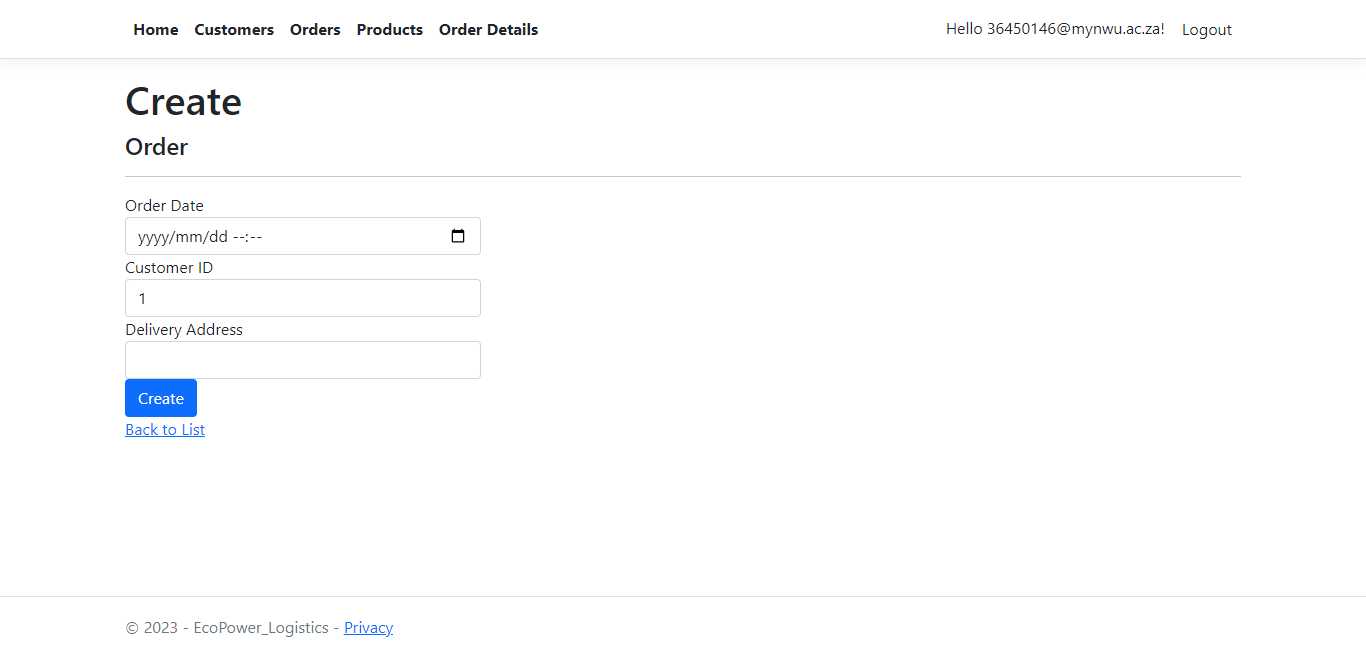 Home Customers Orders Products Order Details Hello 36450146@mynwu.ac.za! Logout
Create
Order
Order Date
yyyy/mm/dd --:--
Customer ID
1
Delivery Address
Create
Back to List
© 2023 - EcoPower_Logistics - Privacy